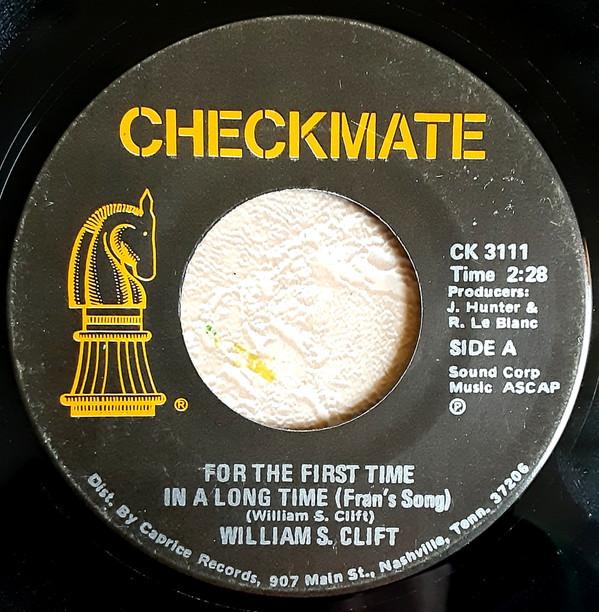 CHECKMATE
CK 3111
Time 2:28
Producers:
J. Hunter &
R. Le Blanc
SIDE A
Sound Corp
Music ASCAP
℗
®
FOR THE FIRST TIME
IN A LONG TIME (Fran's Song)
(William S. Clift)
WILLIAM S. CLIFT
Dist. By Caprice Records, 907 Main St., Nashville, Tenn. 37206